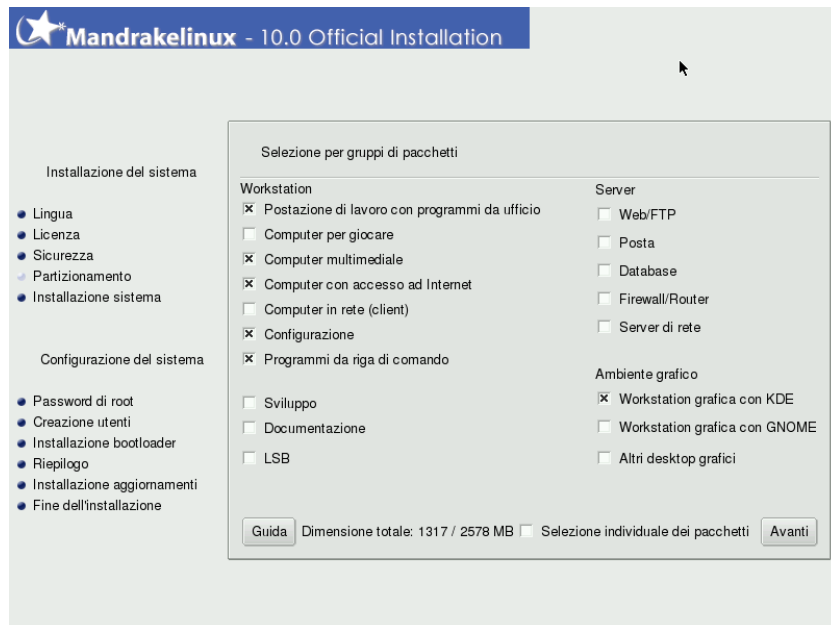 Mandrakelinux - 10.0 Official Installation
Installazione del sistema
Lingua
Licenza
Sicurezza
Partizionamento
Installazione sistema
Configurazione del sistema
Password di root
Creazione utenti
Installazione bootloader
Riepilogo
Installazione aggiornamenti
Fine dell'installazione
Selezione per gruppi di pacchetti
Workstation
Postazione di lavoro con programmi da ufficio
Computer per giocare
Computer multimediale
Computer con accesso ad Internet
Computer in rete (client)
Configurazione
Programmi da riga di comando
Sviluppo
Documentazione
LSB
Server
Web/FTP
Posta
Database
Firewall/Router
Server di rete
Ambiente grafico
Workstation grafica con KDE
Workstation grafica con GNOME
Altri desktop grafici
Guida Dimensione totale: 1317 / 2578 MB Selezione individuale dei pacchetti Avanti